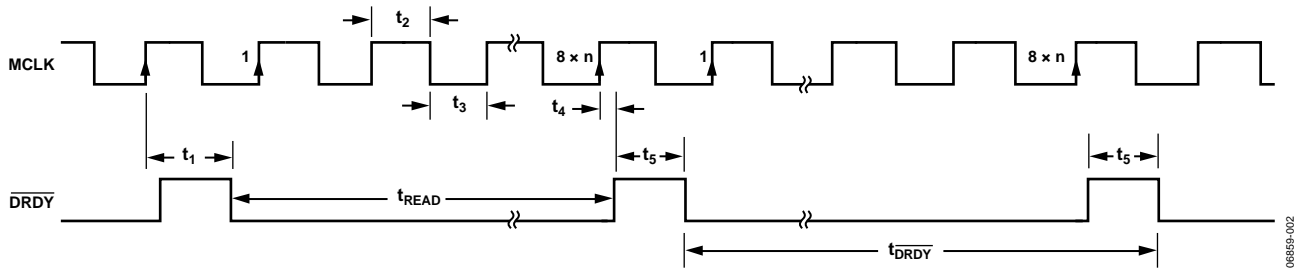 t2
MCLK
1
8 × n
1
8 × n
t3
t4
t1
t5
t5
DRDY
tREAD
tDRDY
06859-002